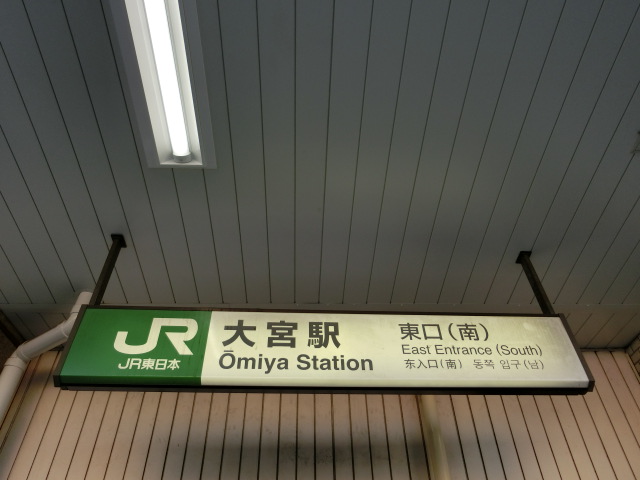 JR
JR東日本
大宮駅
Ōmiya Station
東口(南)
East Entrance (South)
东入口(南) 동쪽 입구(남)